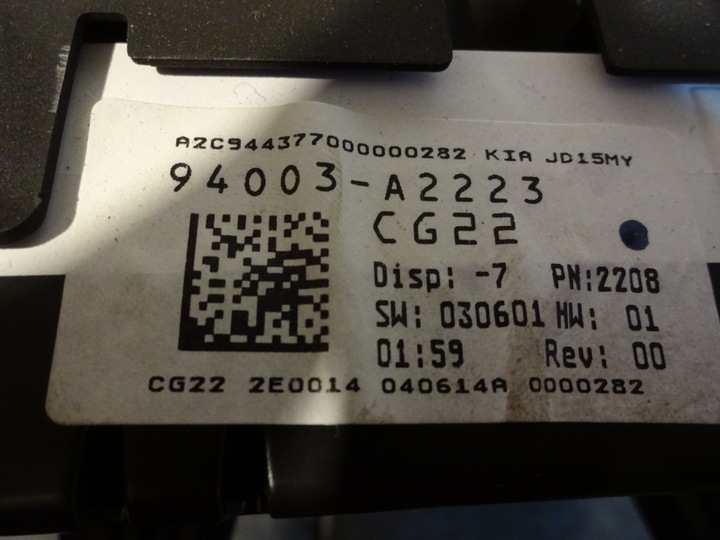 A2C94437700000000282 KIA JD15MY
94003-A2223
CG22
Disp: -7 PN:2208
SW: 030601 HW: 01
01:59 Rev: 00
CG22 2E0014 040614A 0000282